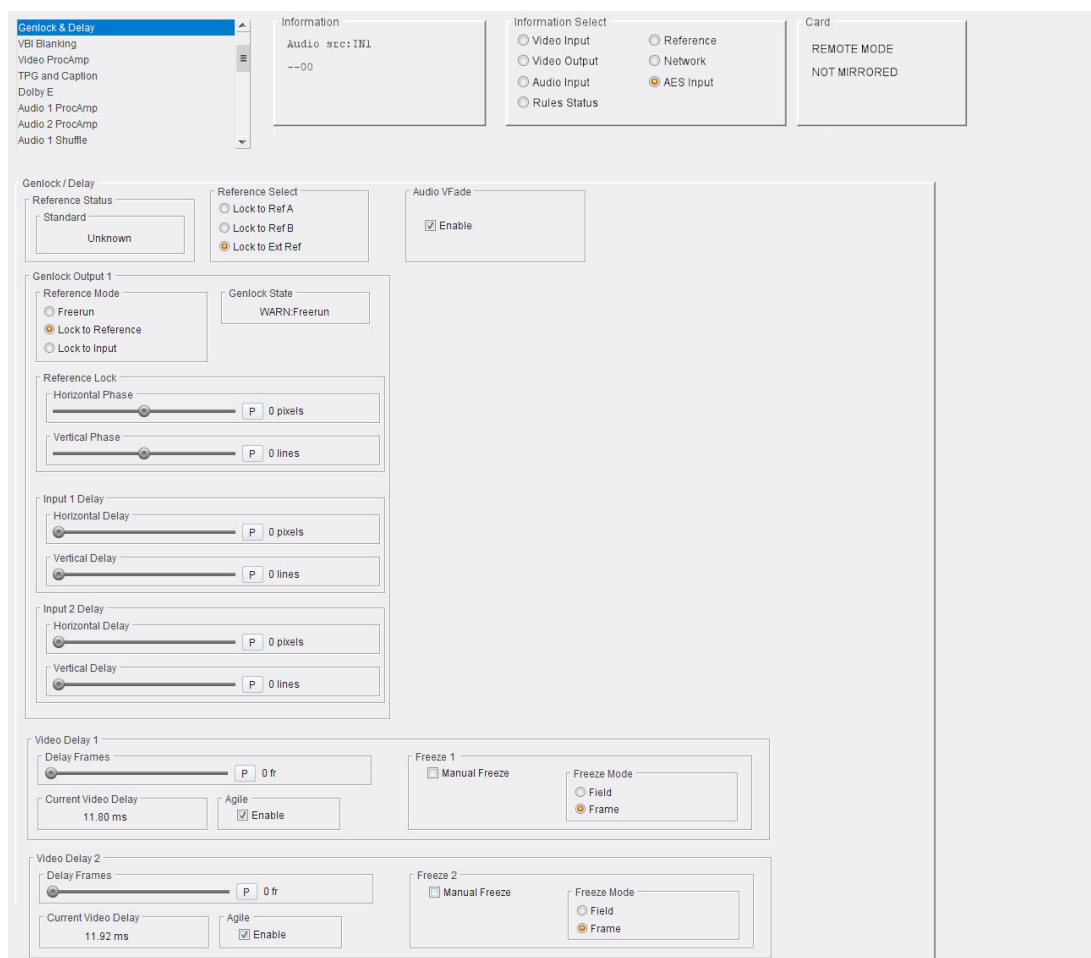 Genlock & Delay
VBI Blanking
Video ProcAmp
TPG and Caption
Dolby E
Audio 1 ProcAmp
Audio 2 ProcAmp
Audio 1 Shuffle
Information
Audio src:IN1
--00
Information Select
Video Input
Reference
Video Output
Network
Audio Input
AES Input
Rules Status
Card
REMOTE MODE
NOT MIRRORED
Genlock / Delay
Reference Status
Standard
Unknown
Reference Select
Lock to Ref A
Lock to Ref B
Lock to Ext Ref
Audio VFade
Enable
Genlock Output 1
Reference Mode
Freerun
Lock to Reference
Lock to Input
Genlock State
WARN:Freerun
Reference Lock
Horizontal Phase
P 0 pixels
Vertical Phase
P 0 lines
Input 1 Delay
Horizontal Delay
P 0 pixels
Vertical Delay
P 0 lines
Input 2 Delay
Horizontal Delay
P 0 pixels
Vertical Delay
P 0 lines
Video Delay 1
Delay Frames
P 0 fr
Current Video Delay
11.80 ms
Agile
Enable
Freeze 1
Manual Freeze
Freeze Mode
Field
Frame
Video Delay 2
Delay Frames
P 0 fr
Current Video Delay
11.92 ms
Agile
Enable
Freeze 2
Manual Freeze
Freeze Mode
Field
Frame